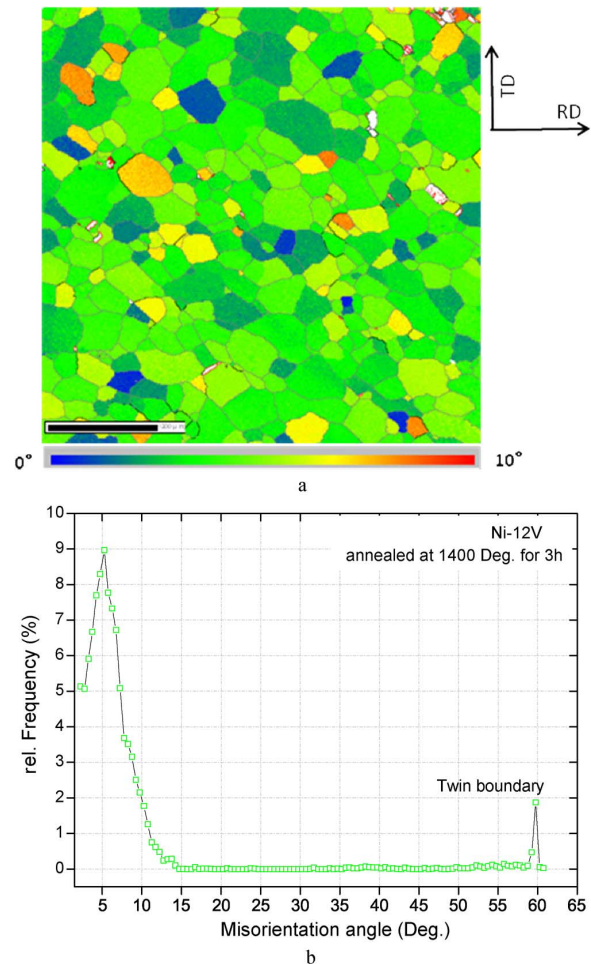 TD
RD
0°
10°
a
10
9
8
7
6
5
4
3
2
1
0
rel. Frequency (%)
Ni-12V
annealed at 1400 Deg. for 3h
Twin boundary
5 10 15 20 25 30 35 40 45 50 55 60 65
Misorientation angle (Deg.)
b